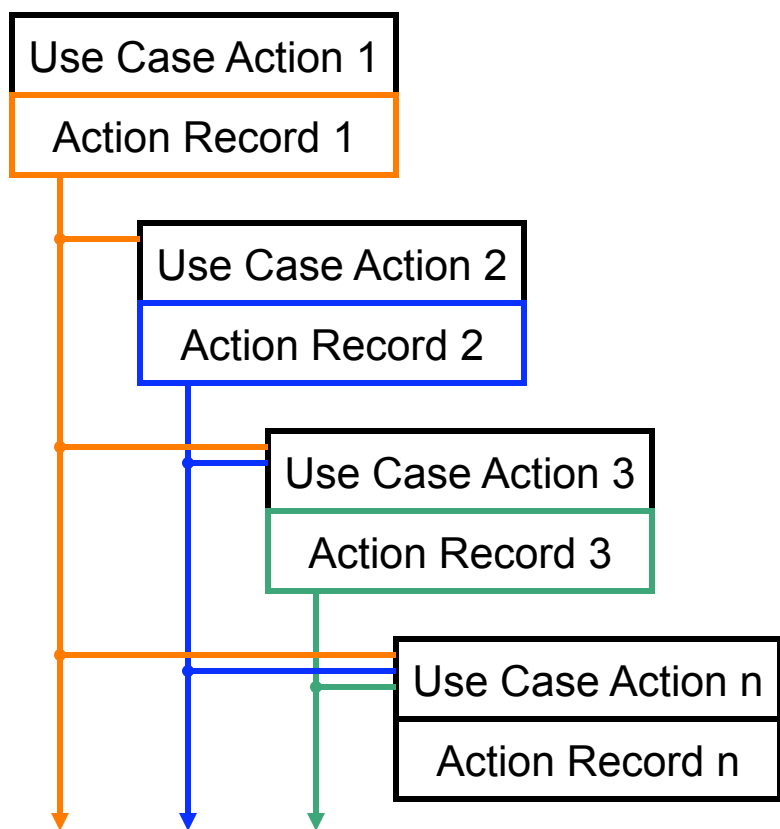 Use Case Action 1
Action Record 1
Use Case Action 2
Action Record 2
Use Case Action 3
Action Record 3
Use Case Action n
Action Record n